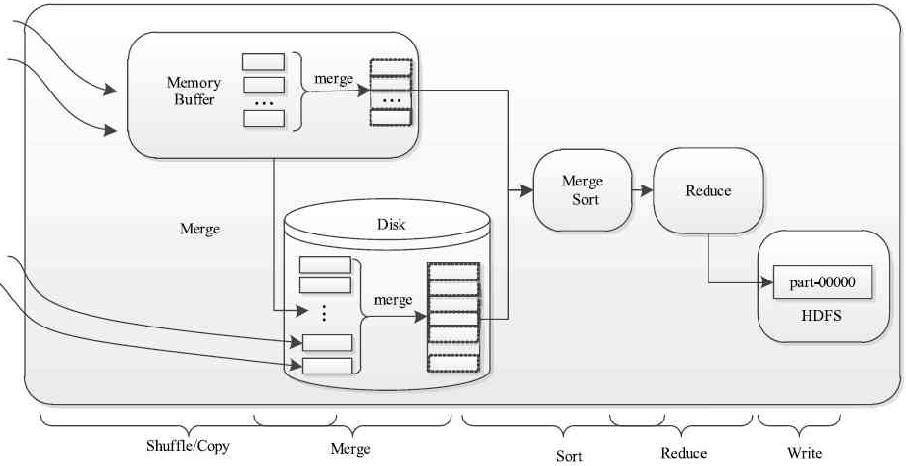 Memory
Buffer
...
merge
...
Merge
Disk
...
merge
Merge
Sort
Reduce
part-00000
HDFS
Shuffle/Copy
Merge
Sort
Reduce
Write